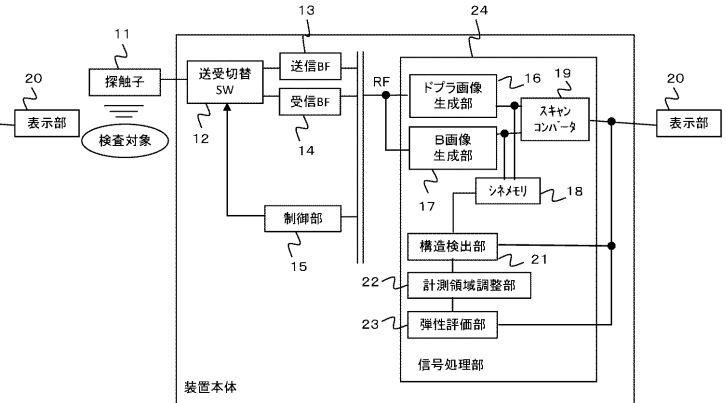 20
表示部
11
探触子
検査対象
13
送受切替
SW
12
送信BF
受信BF
14
制御部
15
装置本体
RF
24
ドプラ画像
生成部
16
B画像
生成部
17
19
スキャン
コンバータ
シネメモリ
18
構造検出部
21
22
計測領域調整部
23
弾性評価部
信号処理部
20
表示部